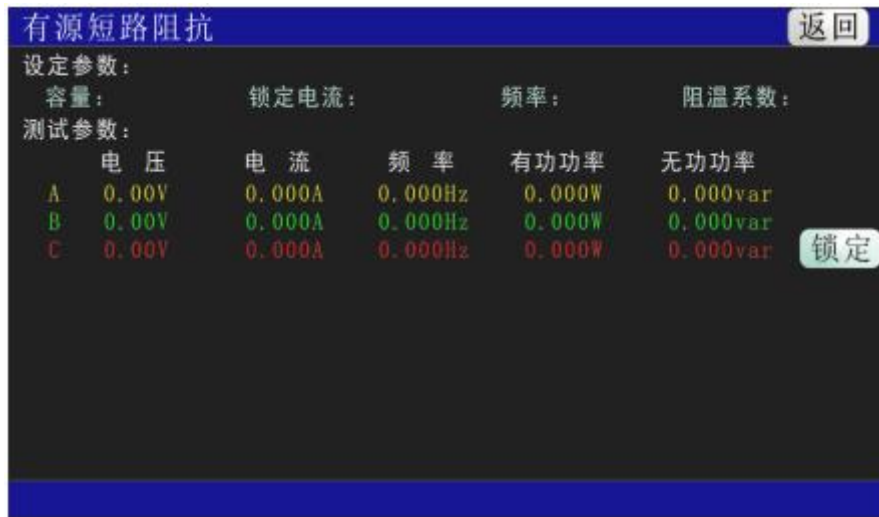 有源短路阻抗 返回
设定参数：
容量： 锁定电流： 频率： 阻温系数：
测试参数：
电 压 电 流 频 率 有功功率 无功功率
A 0.00V 0.000A 0.000Hz 0.000W 0.000var
B 0.00V 0.000A 0.000Hz 0.000W 0.000var
C 0.00V 0.000A 0.000Hz 0.000W 0.000var
锁定